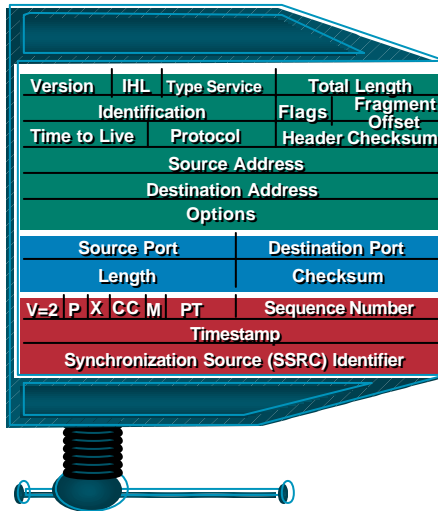 Version IHL Type Service Total Length
Identification Flags Fragment Offset
Time to Live Protocol Header Checksum
Source Address
Destination Address
Options
Source Port Destination Port
Length Checksum
V=2 P X CC M PT Sequence Number
Timestamp
Synchronization Source (SSRC) Identifier